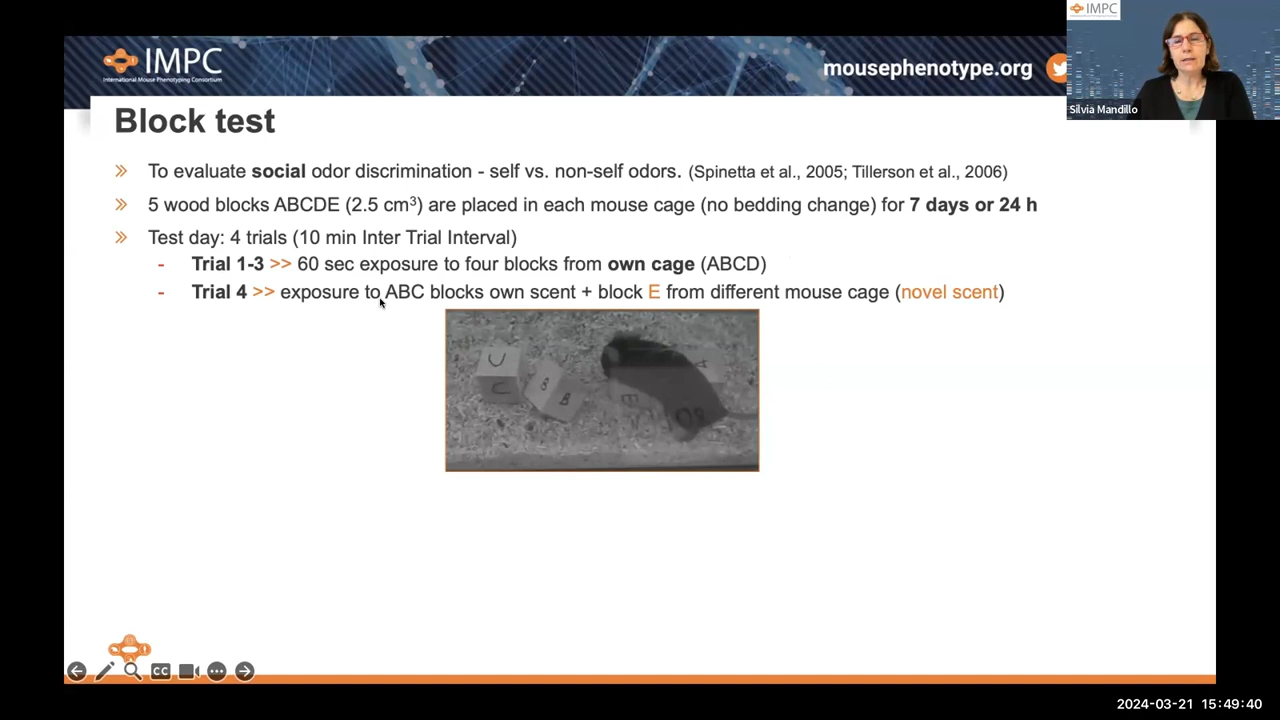 IMPC
International Mouse Phenotyping Consortium
mousephenotype.org
IMPC
Silvia Mandillo
Block test
To evaluate social odor discrimination - self vs. non-self odors. (Spinetta et al., 2005; Tillerson et al., 2006)
5 wood blocks ABCDE (2.5 cm³) are placed in each mouse cage (no bedding change) for 7 days or 24 h
Test day: 4 trials (10 min Inter Trial Interval)
- Trial 1-3 >> 60 sec exposure to four blocks from own cage (ABCD)
- Trial 4 >> exposure to ABC blocks own scent + block E from different mouse cage (novel scent)
C
C
B
B
E
A
CC
2024-03-21 15:49:40